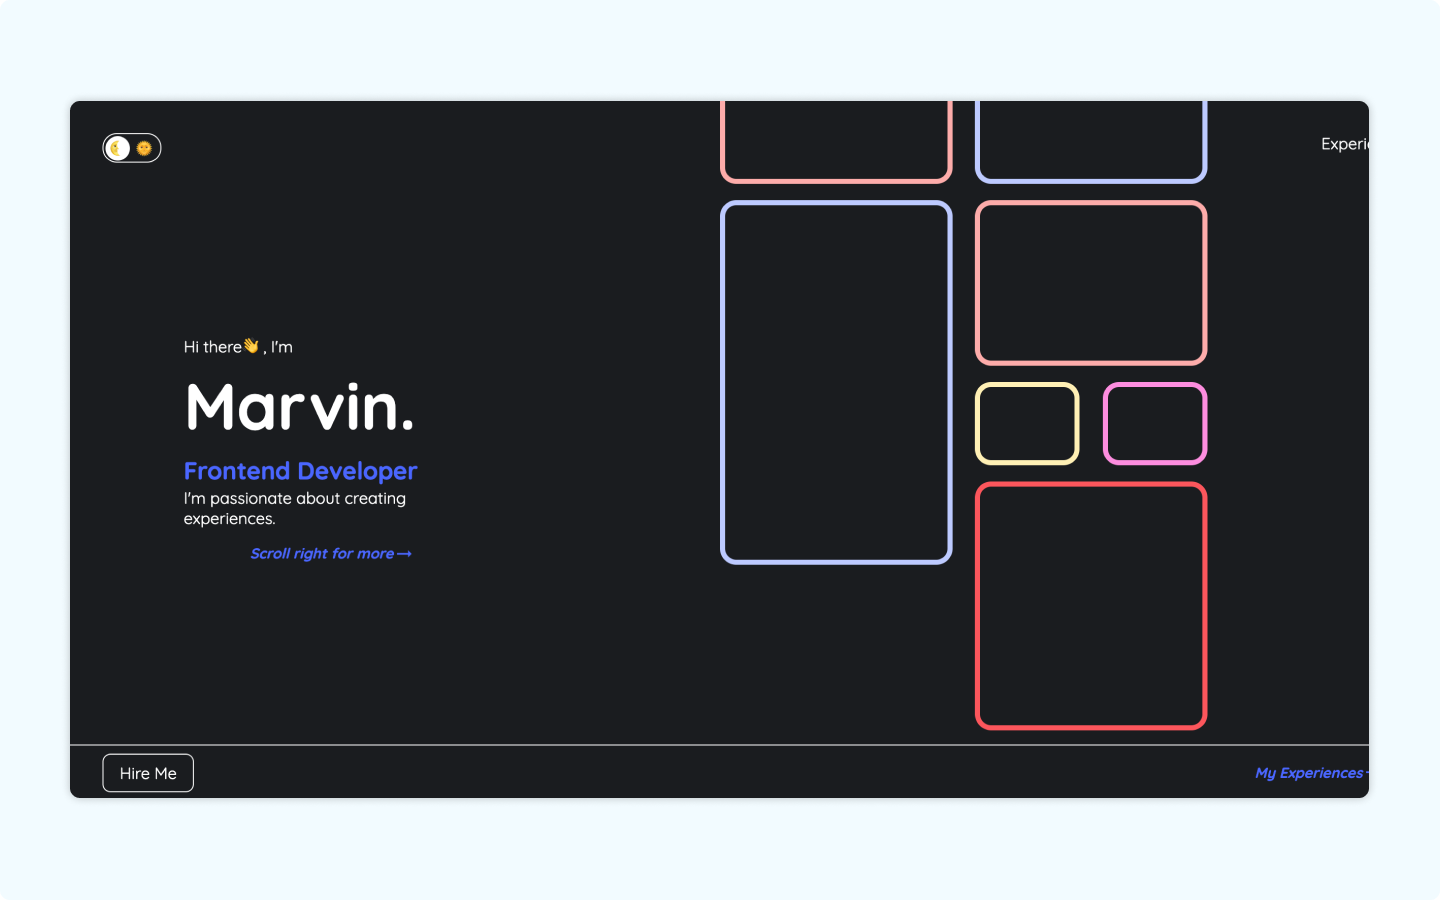 Experi
Hi there👋, I'm
Marvin.
Frontend Developer
I'm passionate about creating
experiences.
Scroll right for more→
Hire Me
My Experiences